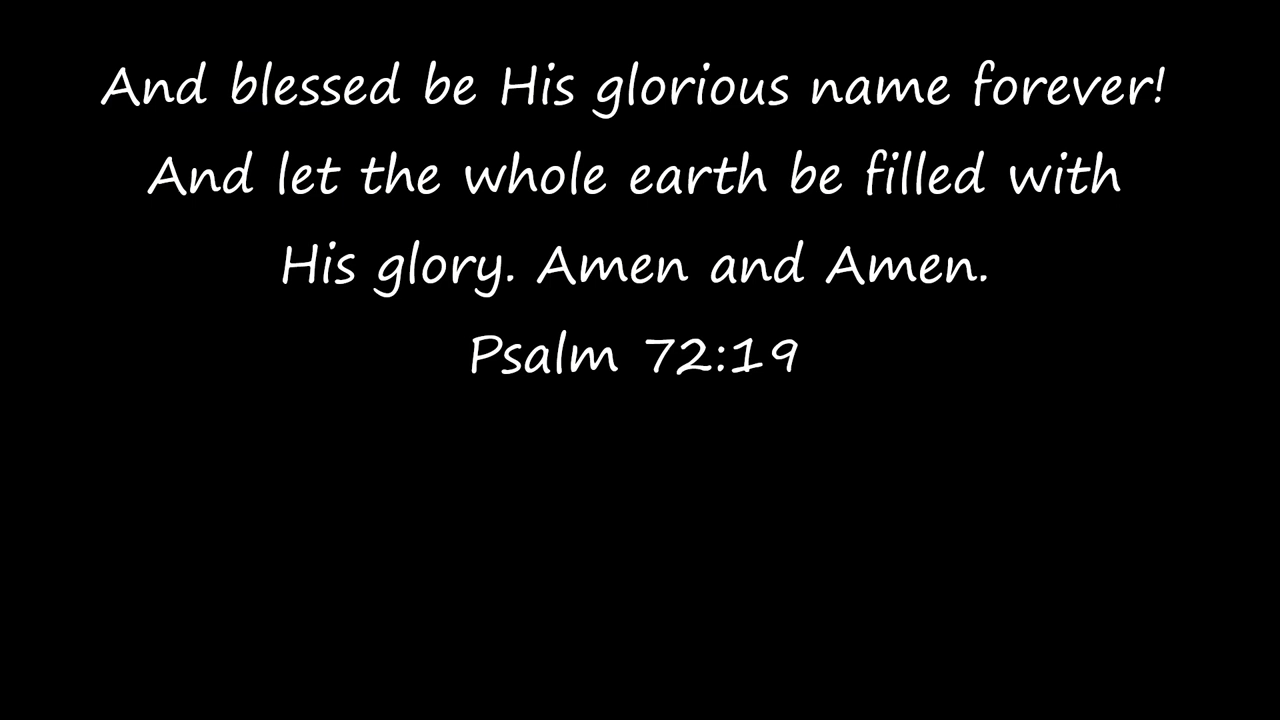 And blessed be His glorious name forever!
And let the whole earth be filled with
His glory. Amen and Amen.
Psalm 72:19